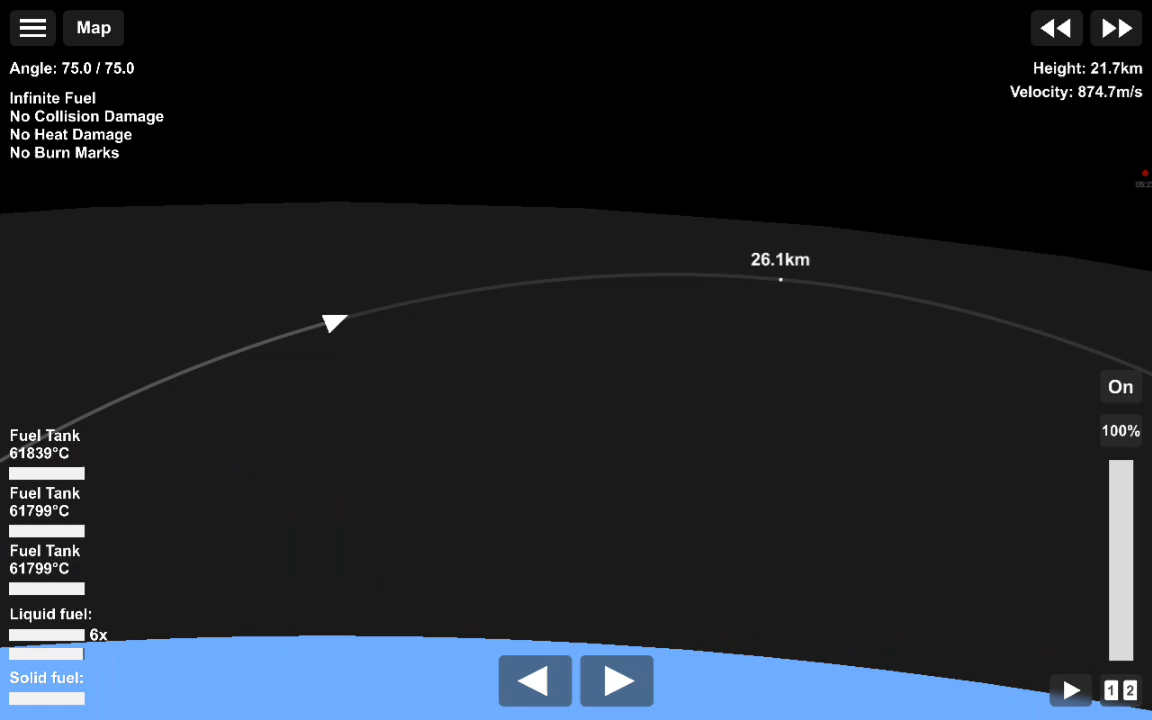 Map
Angle: 75.0 / 75.0
Infinite Fuel
No Collision Damage
No Heat Damage
No Burn Marks
Height: 21.7km
Velocity: 874.7m/s
26.1km
On
100%
Fuel Tank
61839°C
Fuel Tank
61799°C
Fuel Tank
61799°C
Liquid fuel:
6x
Solid fuel:
1 2